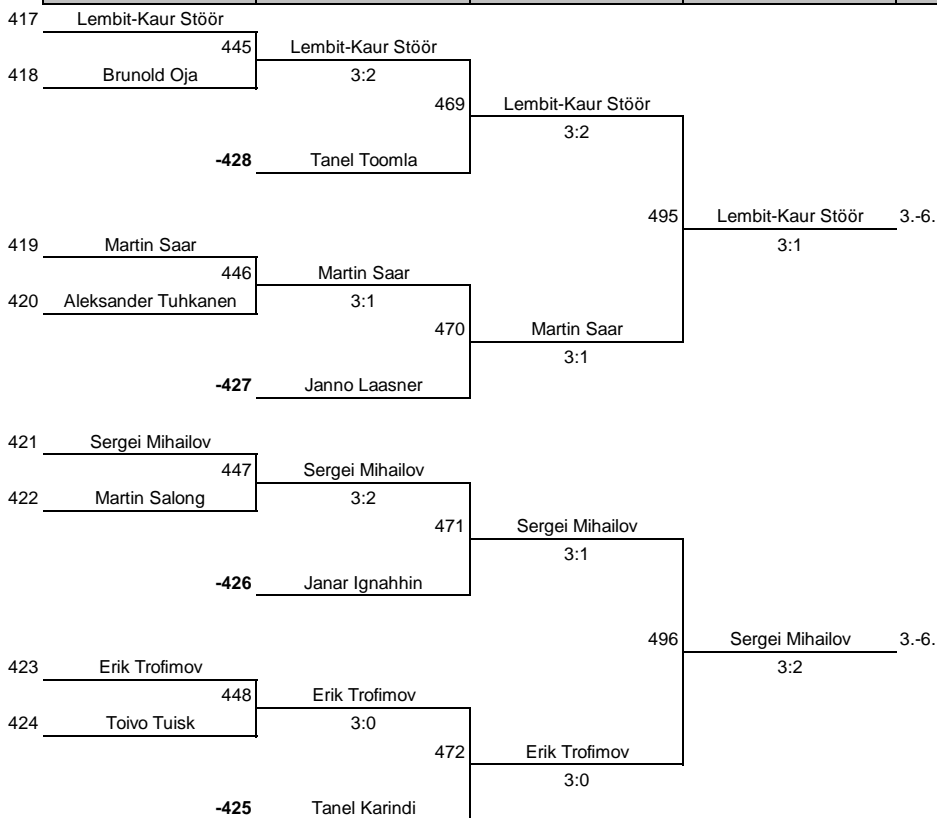 417 Lembit-Kaur Stöör
445 Lembit-Kaur Stöör
418 Brunold Oja 3:2
469 Lembit-Kaur Stöör
3:2
-428 Tanel Toomla
495 Lembit-Kaur Stöör 3.-6.
419 Martin Saar 3:1
446 Martin Saar
420 Aleksander Tuhkanen 3:1
470 Martin Saar
3:1
-427 Janno Laasner
421 Sergei Mihailov
447 Sergei Mihailov
422 Martin Salong 3:2
471 Sergei Mihailov
3:1
-426 Janar Ignahhin
496 Sergei Mihailov 3.-6.
423 Erik Trofimov 3:2
448 Erik Trofimov
424 Toivo Tuisk 3:0
472 Erik Trofimov
3:0
-425 Tanel Karindi